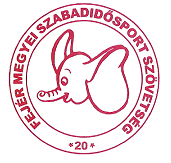 FEJÉR MEGYEI SZABADIDŐSPORT SZÖVETSÉG
*20*